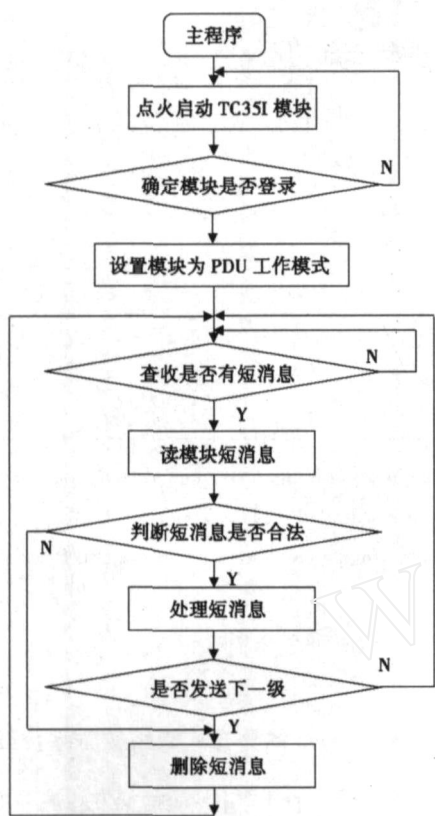 主程序
点火启动 TC35I 模块
N
确定模块是否登录
设置模块为 PDU 工作模式
N
查收是否有短消息
Y
读模块短消息
判断短消息是否合法
N
Y
处理短消息
N
是否发送下一级
Y
删除短消息
W